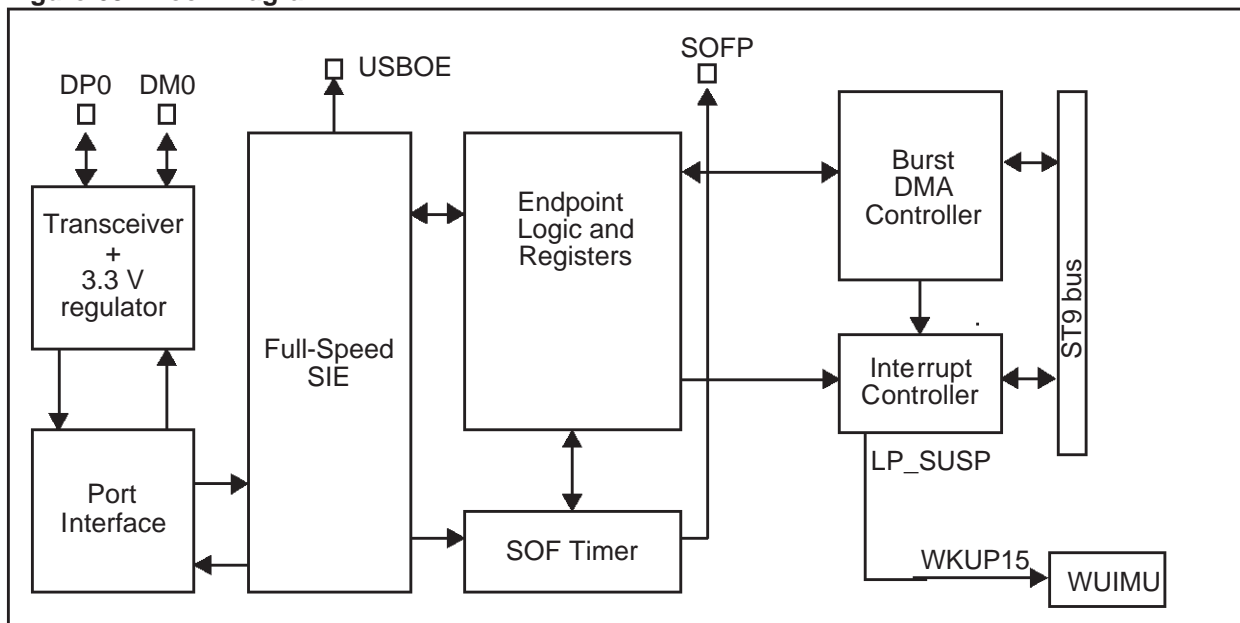 DP0
DM0
USBOE
SOFP
Transceiver
+
3.3 V
regulator
Full-Speed
SIE
Endpoint
Logic and
Registers
Burst
DMA
Controller
ST9 bus
Interrupt
Controller
LP_SUSP
Port
Interface
SOF Timer
WKUP15
WUIMU